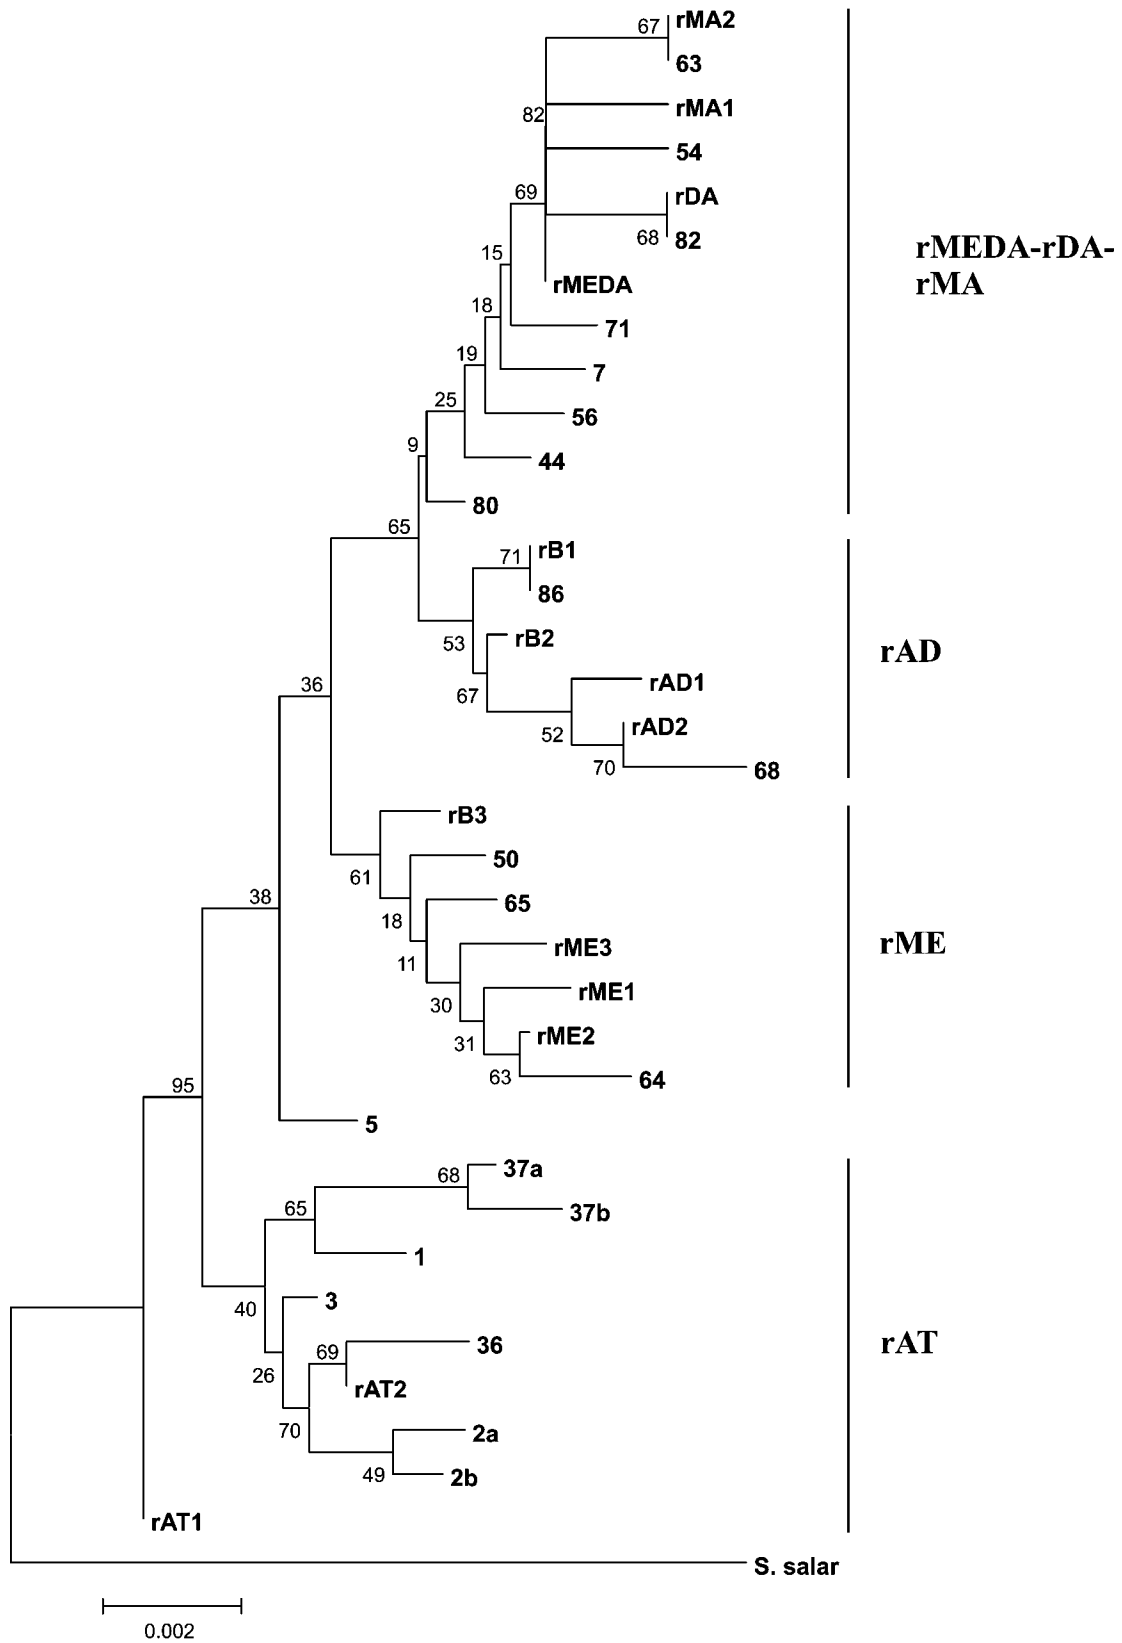 67 rMA2
63
rMA1
82
54
69 rDA
68 82
rMEDA-rDA-
rMA
15
rMEDA
18
71
19
7
25
56
9
44
80
65
71 rB1
86
53
rB2
rAD
67
rAD1
52
rAD2
70 68
36
rB3
50
61
65
38
18
rME3
rME
11
rME1
30
rME2
31
63 64
95
5
68 37a
65
37b
1
40
3
36
rAT
69
26
rAT2
70
2a
49 2b
rAT1
S. salar
0.002